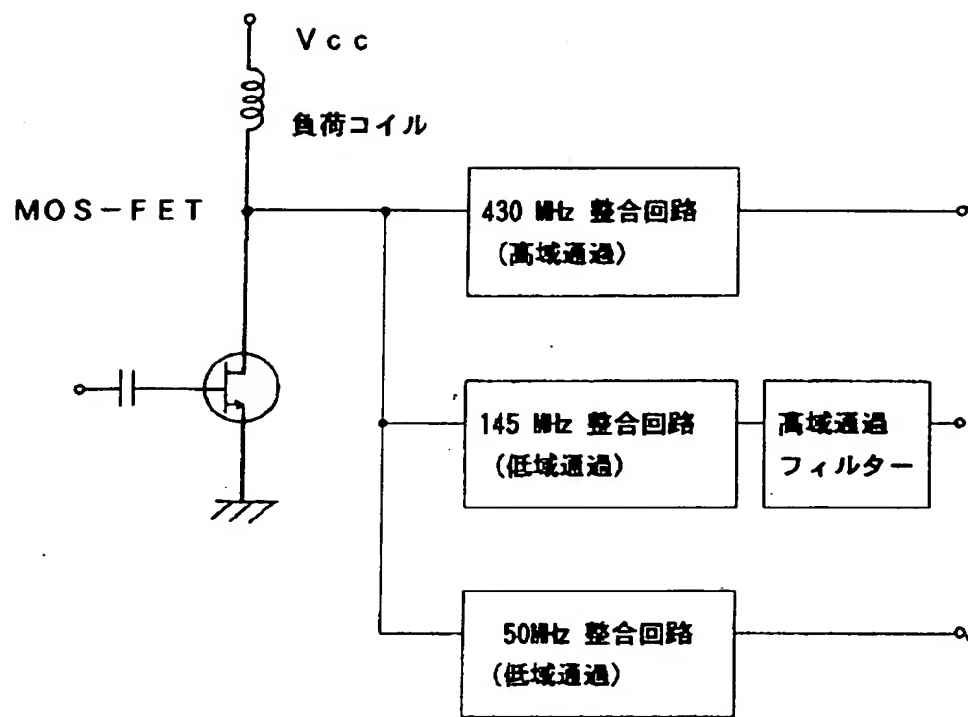 Vcc
負荷コイル
MOS-FET
430 MHz 整合回路
(高域通過)
145 MHz 整合回路
(低域通過)
高域通過
フィルター
50MHz 整合回路
(低域通過)